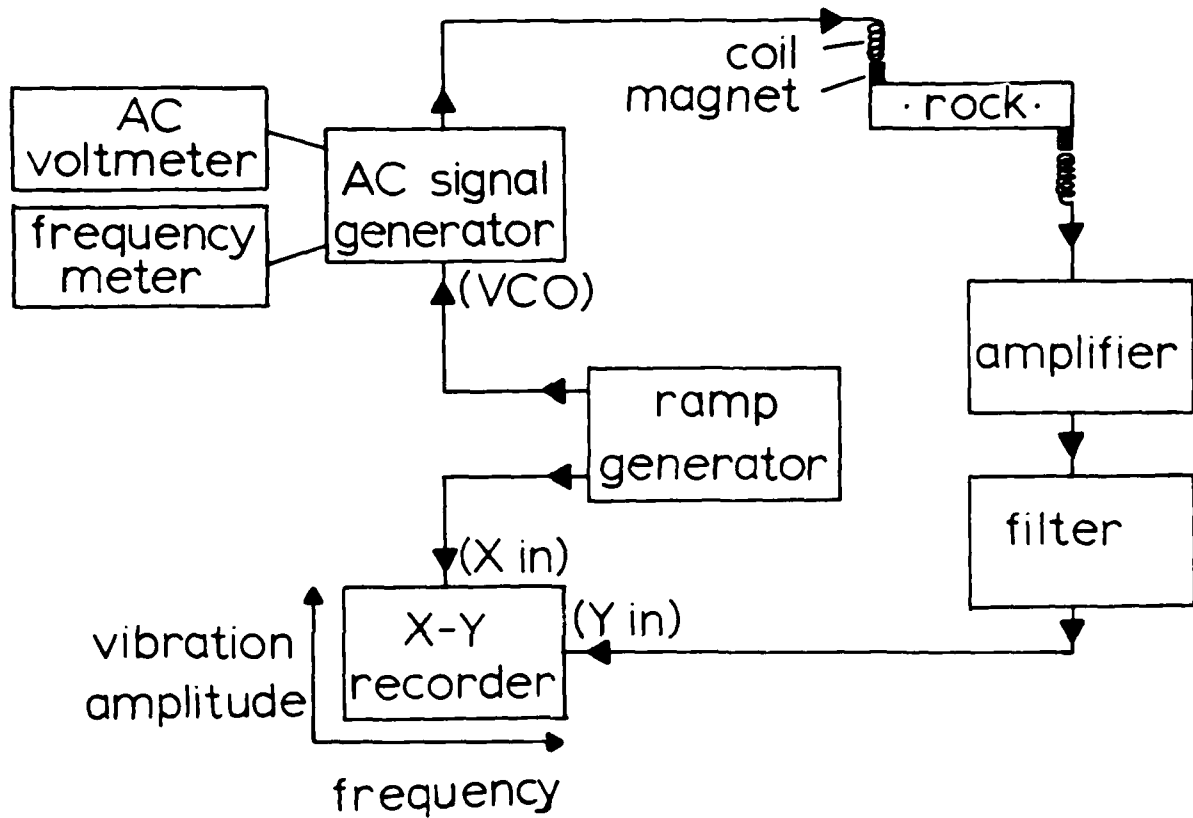 coil
magnet
· rock ·
AC
voltmeter
AC signal
generator
frequency
meter
(VCO)
amplifier
ramp
generator
filter
(X in)
(Y in)
X-Y
recorder
vibration
amplitude
frequency